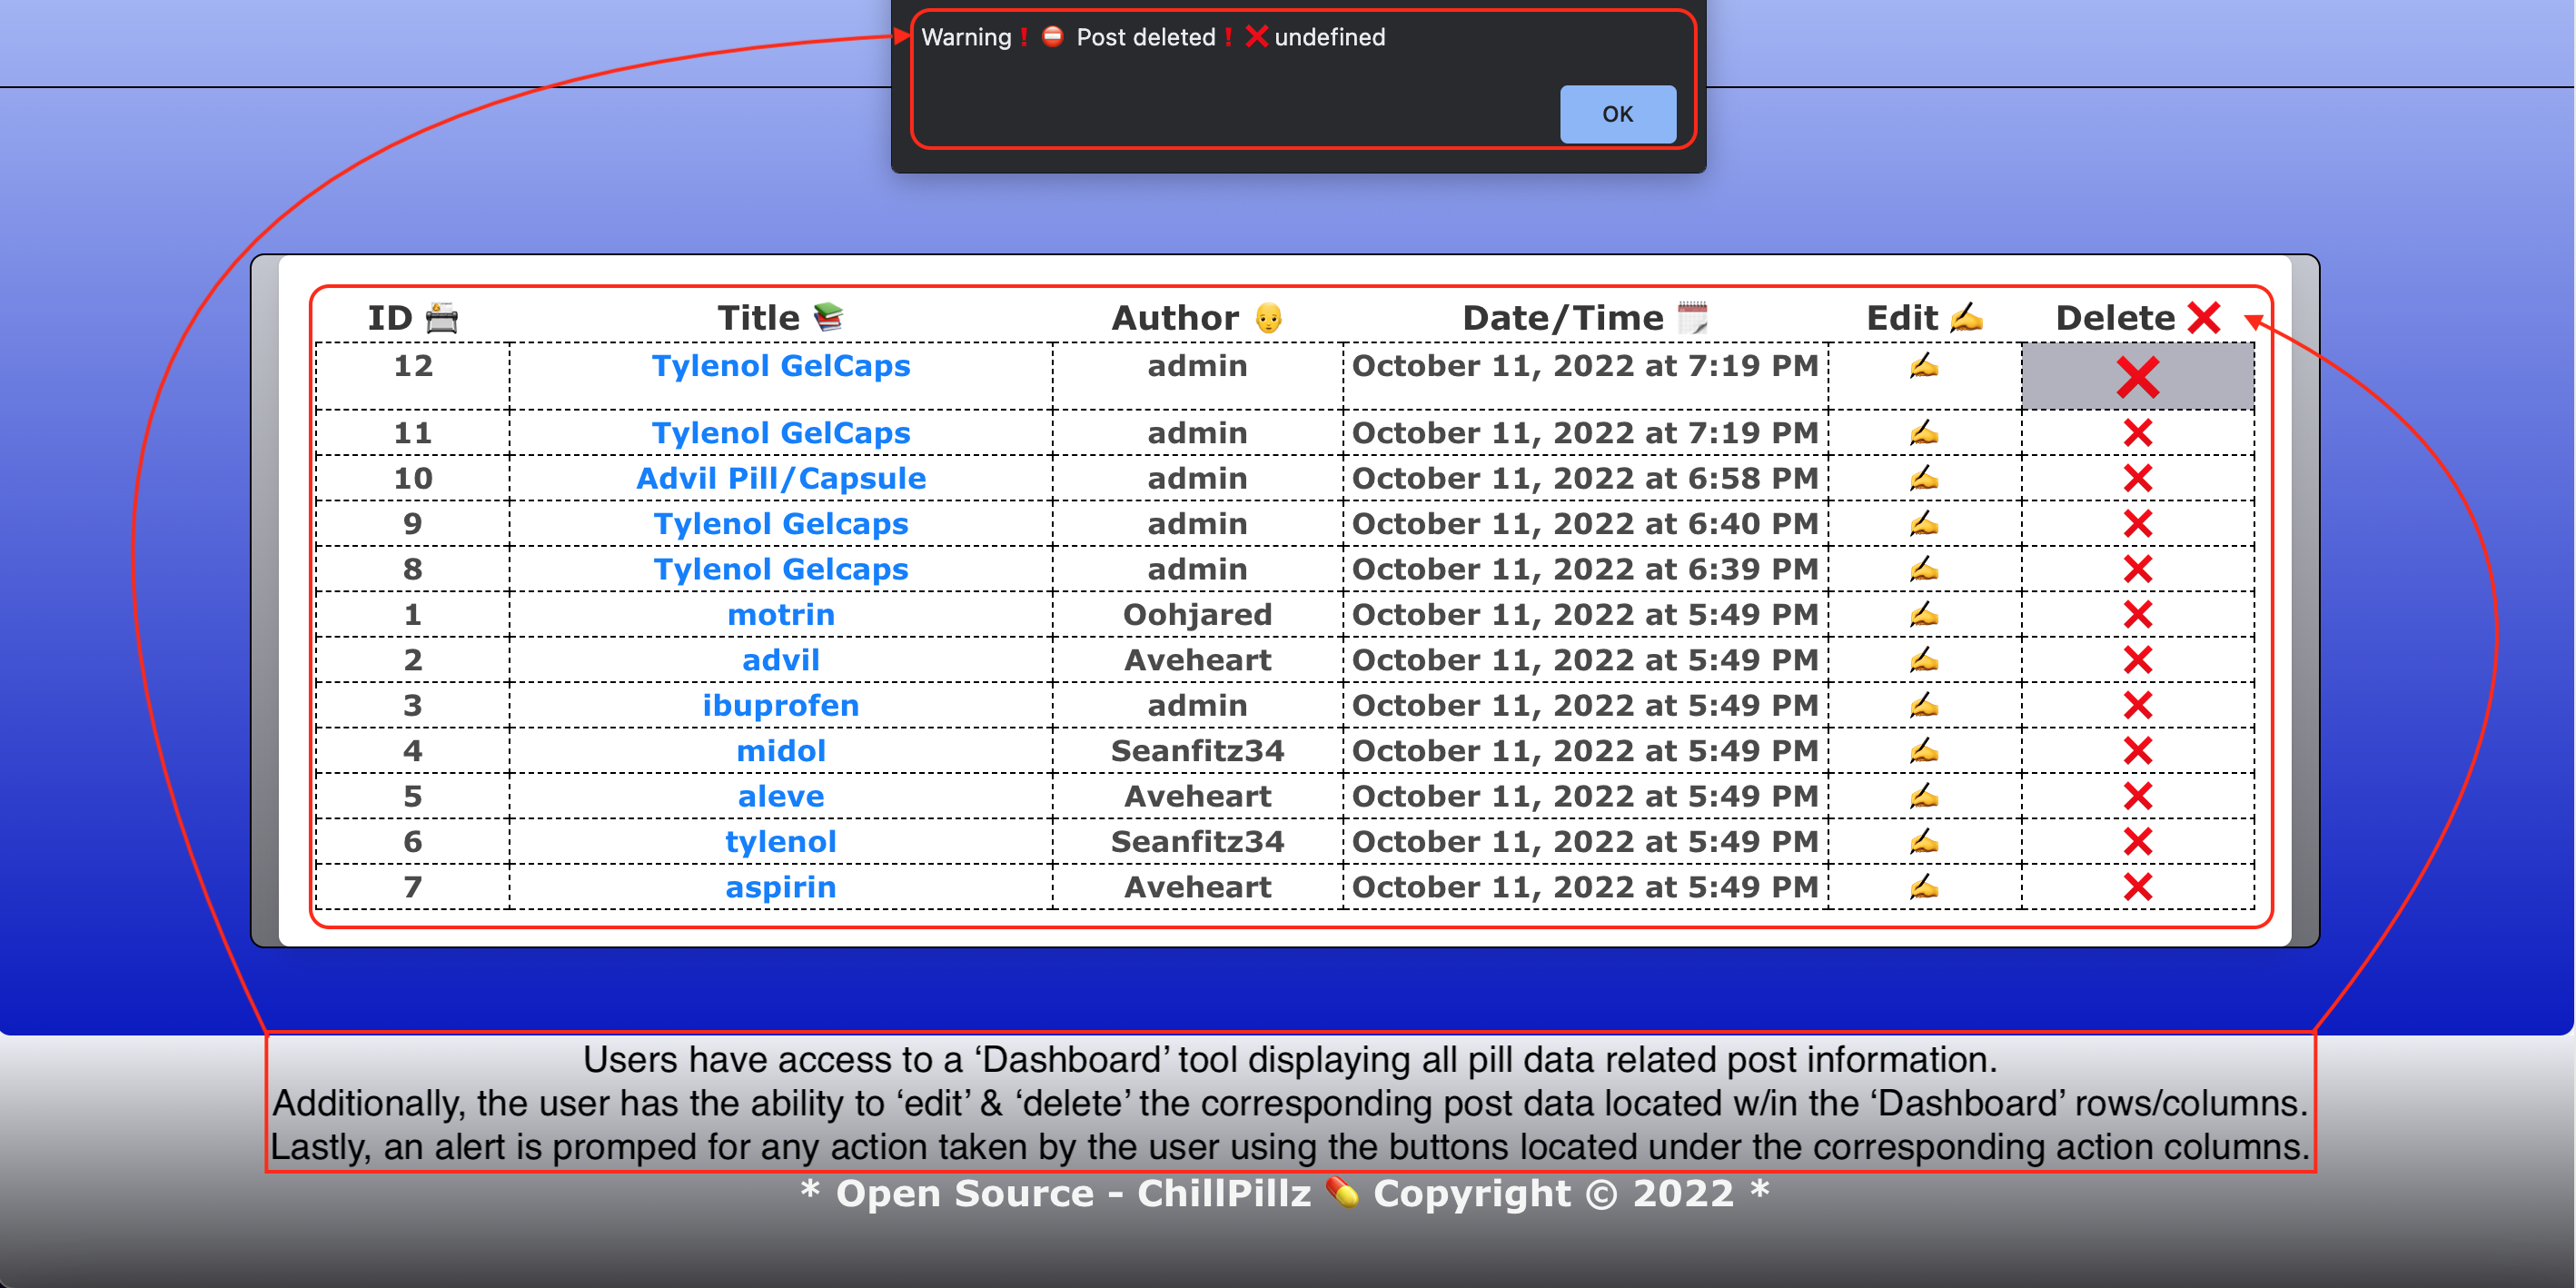 Warning❗ ⛔ Post deleted❗ ❌ undefined
OK
ID 📇 Title 📚 Author 👨‍🦲 Date/Time 🗓 Edit ✍ Delete ❌
12 Tylenol GelCaps admin October 11, 2022 at 7:19 PM ✍ ❌
11 Tylenol GelCaps admin October 11, 2022 at 7:19 PM ✍ ❌
10 Advil Pill/Capsule admin October 11, 2022 at 6:58 PM ✍ ❌
9 Tylenol Gelcaps admin October 11, 2022 at 6:40 PM ✍ ❌
8 Tylenol Gelcaps admin October 11, 2022 at 6:39 PM ✍ ❌
1 motrin Oohjared October 11, 2022 at 5:49 PM ✍ ❌
2 advil Aveheart October 11, 2022 at 5:49 PM ✍ ❌
3 ibuprofen admin October 11, 2022 at 5:49 PM ✍ ❌
4 midol Seanfitz34 October 11, 2022 at 5:49 PM ✍ ❌
5 aleve Aveheart October 11, 2022 at 5:49 PM ✍ ❌
6 tylenol Seanfitz34 October 11, 2022 at 5:49 PM ✍ ❌
7 aspirin Aveheart October 11, 2022 at 5:49 PM ✍ ❌
Users have access to a ‘Dashboard’ tool displaying all pill data related post information.
Additionally, the user has the ability to ‘edit’ & ‘delete’ the corresponding post data located w/in the ‘Dashboard’ rows/columns.
Lastly, an alert is promped for any action taken by the user using the buttons located under the corresponding action columns.
* Open Source - ChillPillz 💊 Copyright © 2022 *